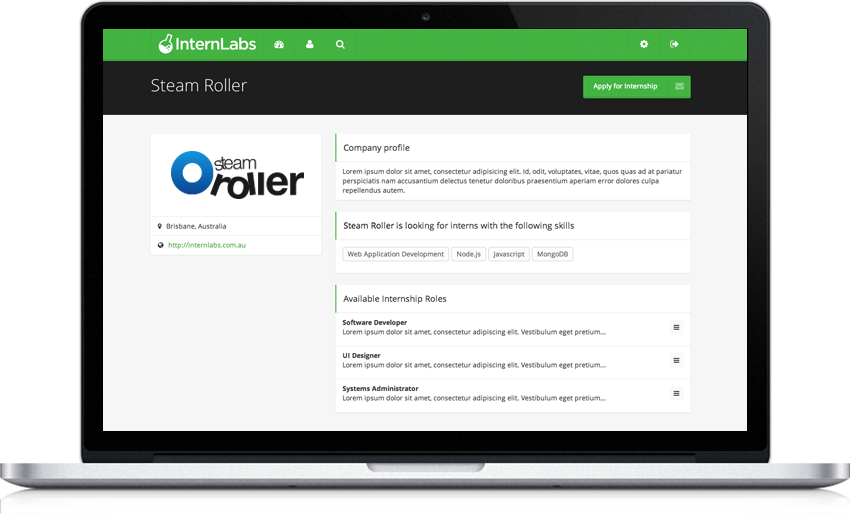 InternLabs
Steam Roller
Apply for Internship
steam
roller
Brisbane, Australia
http://internlabs.com.au
Company profile
Lorem ipsum dolor sit amet, consectetur adipisicing elit. Id, odit, voluptates, vitae, quos quas ad at pariatur
perspiciatis nam accusantium delectus tenetur doloribus praesentium aperiam error dolores culpa
repellendus autem.
Steam Roller is looking for interns with the following skills
Web Application Development
Node.js
Javascript
MongoDB
Available Internship Roles
Software Developer
Lorem ipsum dolor sit amet, consectetur adipiscing elit. Vestibulum eget pretium...
UI Designer
Lorem ipsum dolor sit amet, consectetur adipiscing elit. Vestibulum eget pretium...
Systems Administrator
Lorem ipsum dolor sit amet, consectetur adipiscing elit. Vestibulum eget pretium...